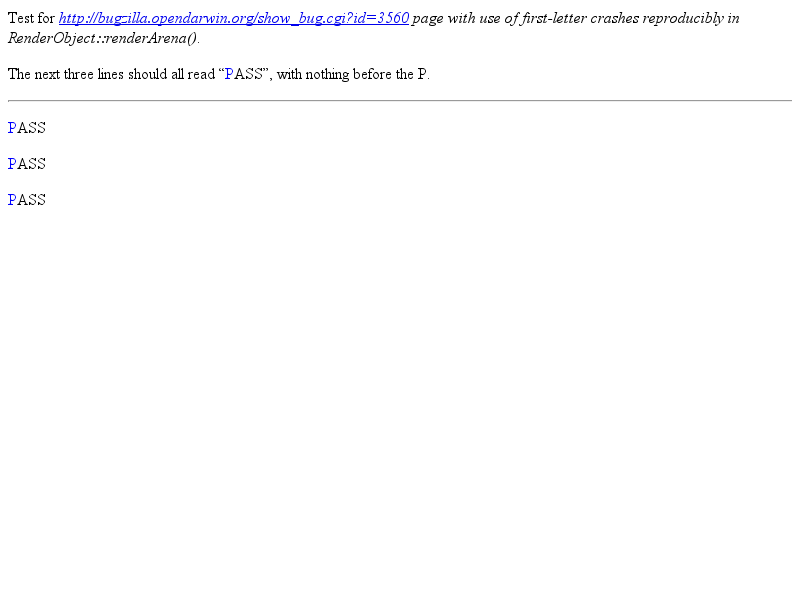 Test for http://bugzilla.opendarwin.org/show_bug.cgi?id=3560 page with use of first-letter crashes reproducibly in
RenderObject::renderArena().
The next three lines should all read “PASS”, with nothing before the P.
PASS
PASS
PASS